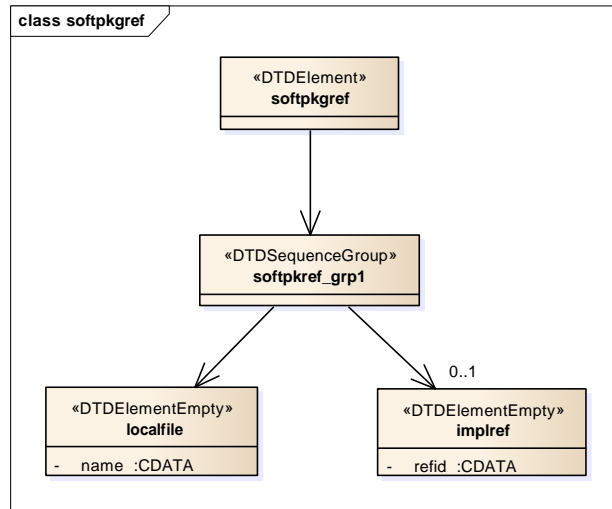 class softpkgref
«DTDElement»
softpkgref
«DTDSequenceGroup»
softpkref_grp1
0..1
«DTDElementEmpty»
localfile
- name :CDATA
«DTDElementEmpty»
implref
- refid :CDATA